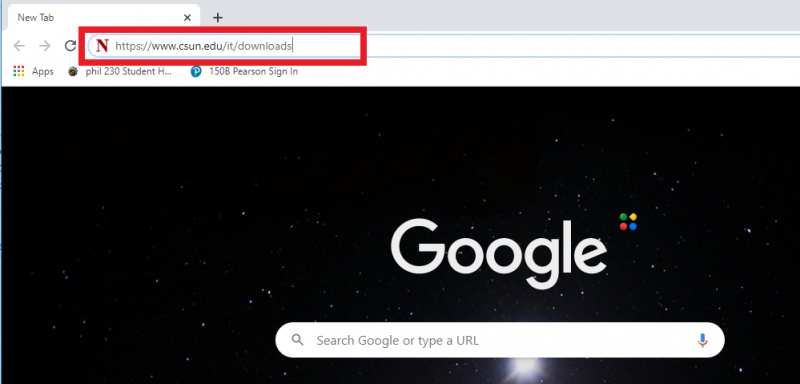 New Tab
N https://www.csun.edu/it/downloads
Apps phil 230 Student H... 150B Pearson Sign In
Google
Search Google or type a URL